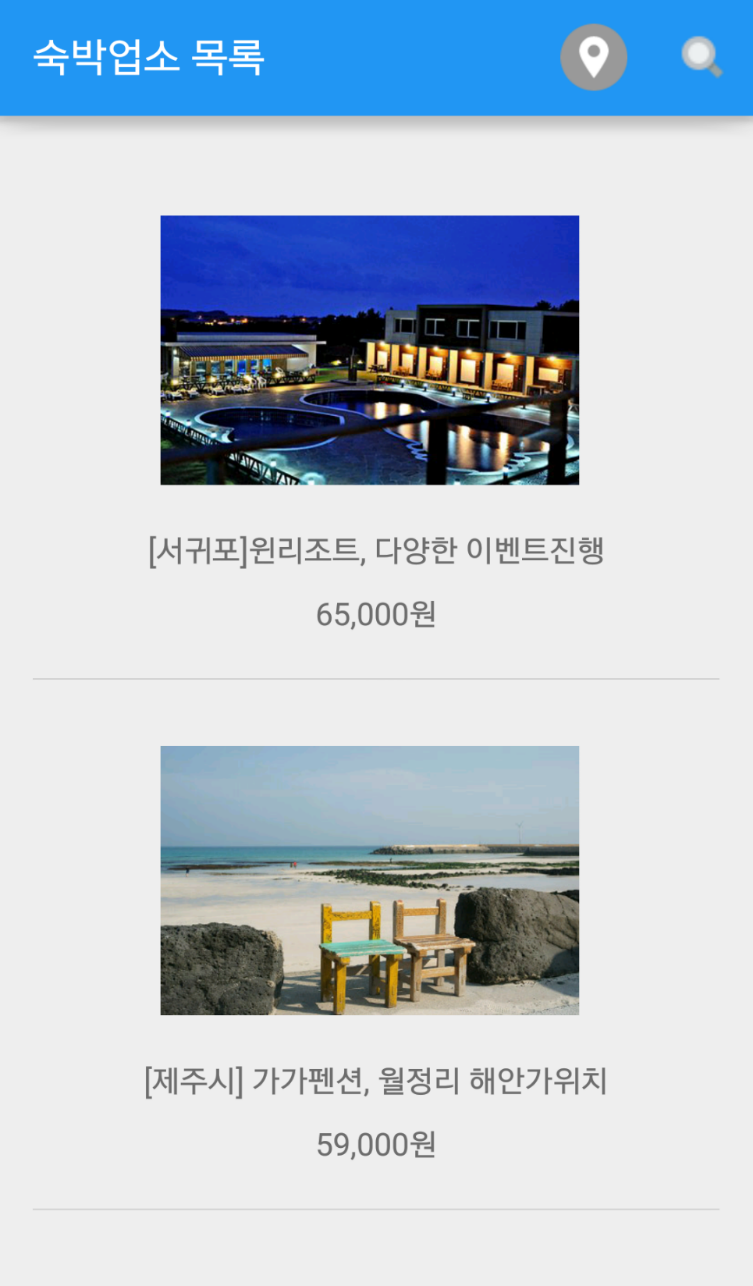 숙박업소 목록
[서귀포]윈리조트, 다양한 이벤트진행
65,000원
[제주시] 가가펜션, 월정리 해안가위치
59,000원